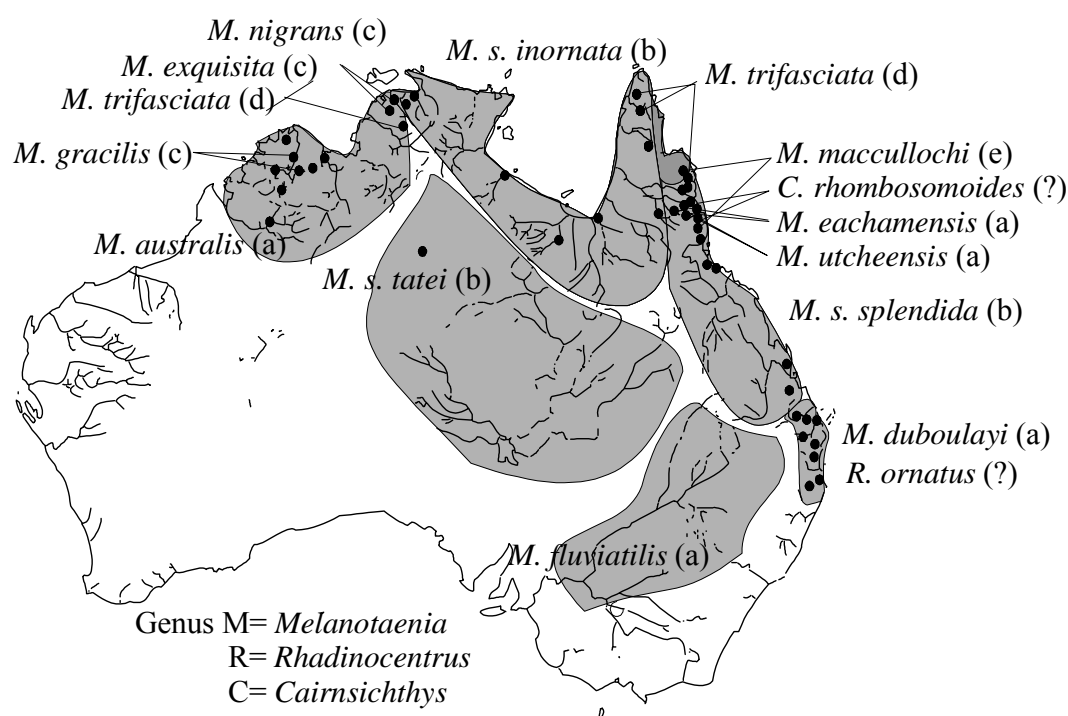 M. nigrans (c)
M. exquisita (c)
M. trifasciata (d)
M. gracilis (c)
M. australis (a)
M. s. inornata (b)
M. trifasciata (d)
M. maccullochi (e)
C. rhombosomoides (?)
M. eachamensis (a)
M. utcheensis (a)
M. s. tatei (b)
M. s. splendida (b)
M. duboulayi (a)
R. ornatus (?)
M. fluviatilis (a)
Genus M= Melanotaenia
R= Rhadinocentrus
C= Cairnsichthys